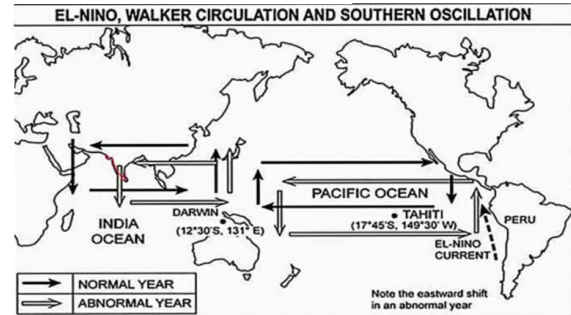 EL-NINO, WALKER CIRCULATION AND SOUTHERN OSCILLATION
PACIFIC OCEAN
INDIA
OCEAN
DARWIN
(12°30'S, 131° E)
TAHITI
(17°45'S, 149°30' W)
EL-NINO
CURRENT
PERU
NORMAL YEAR
ABNORMAL YEAR
Note the eastward shift
in an abnormal year